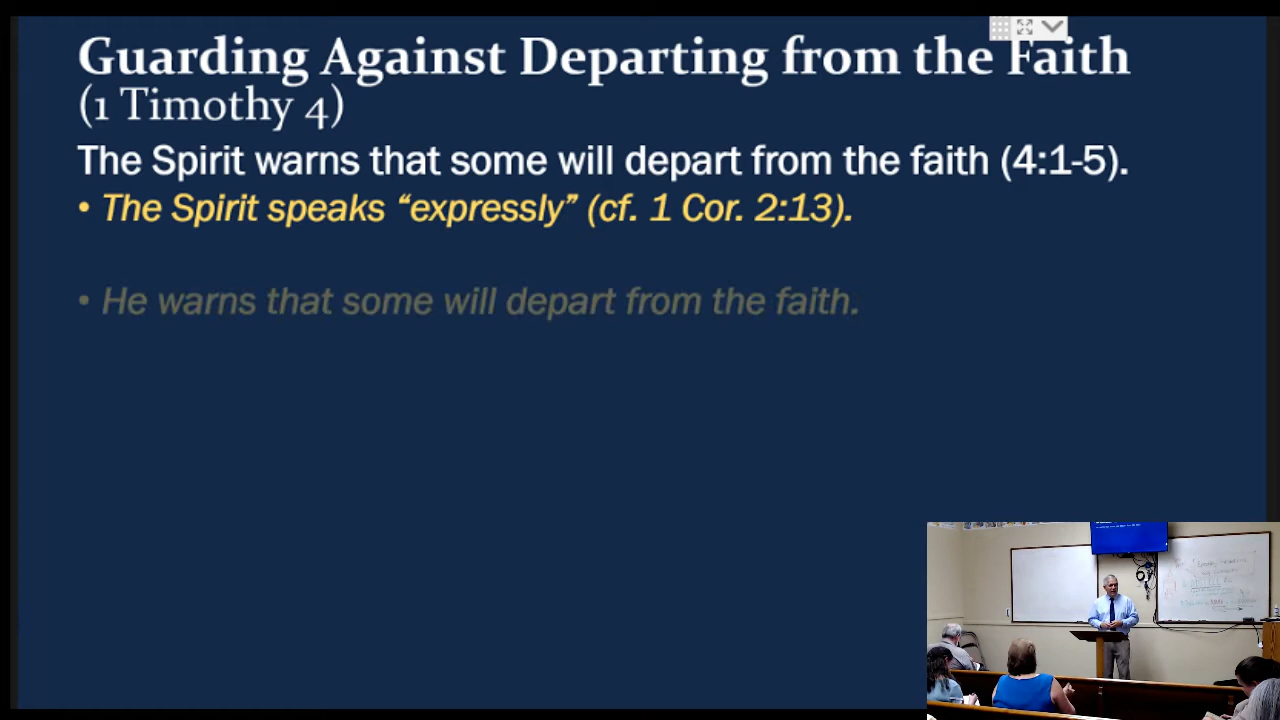 Guarding Against Departing from the Faith
(1 Timothy 4)
The Spirit warns that some will depart from the faith (4:1-5).
• The Spirit speaks “expressly” (cf. 1 Cor. 2:13).
• He warns that some will depart from the faith.